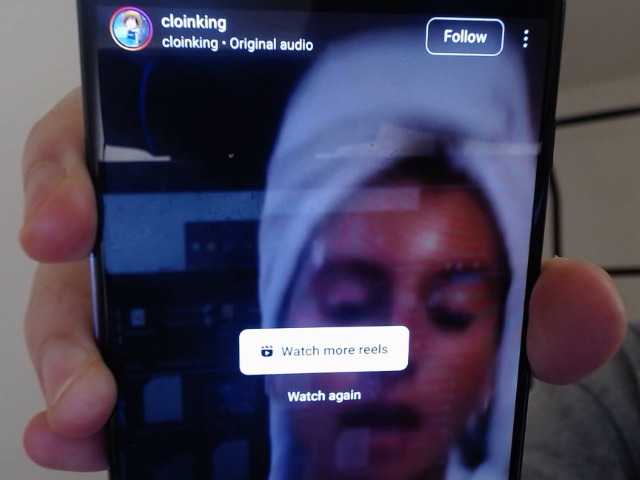 cloinking
cloinking • Original audio
Follow
Watch more reels
Watch again